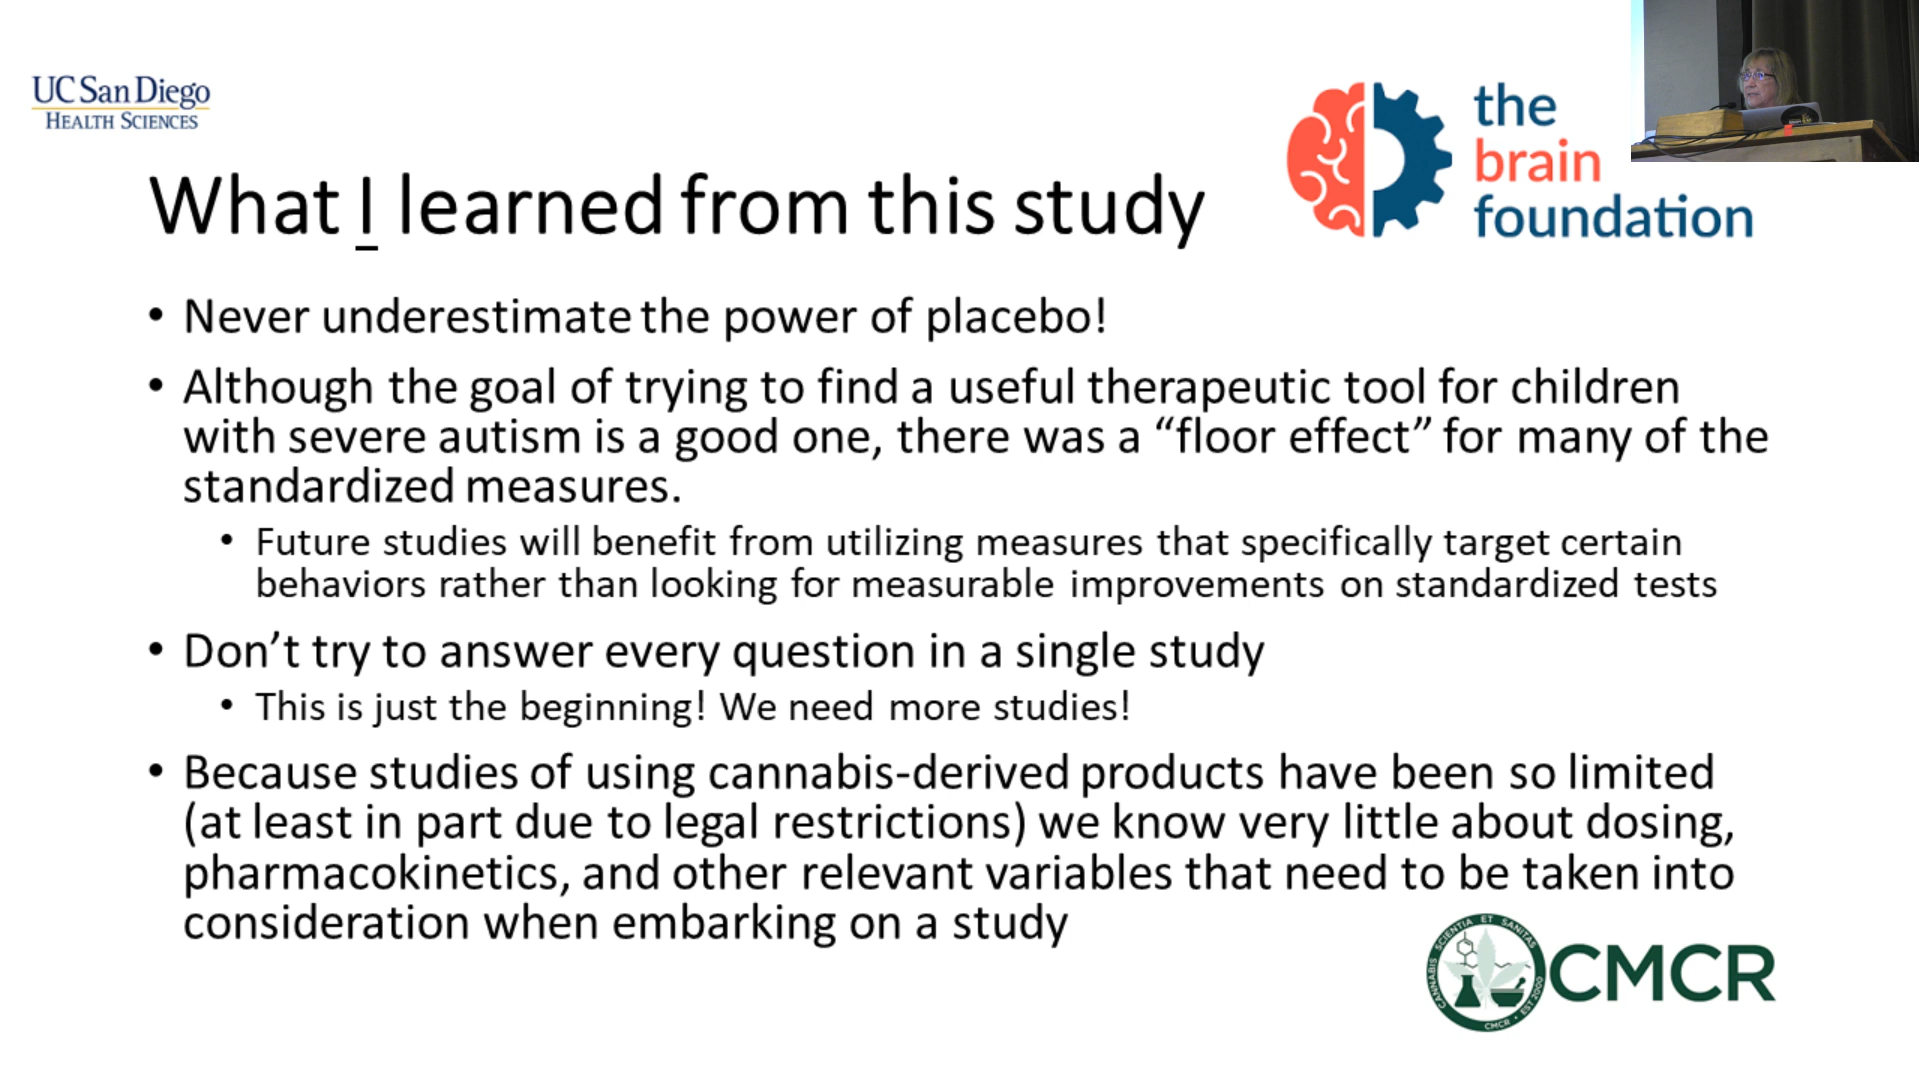 UC San Diego
HEALTH SCIENCES
the
brain
foundation
What I learned from this study
• Never underestimate the power of placebo!
• Although the goal of trying to find a useful therapeutic tool for children
with severe autism is a good one, there was a “floor effect” for many of the
standardized measures.
• Future studies will benefit from utilizing measures that specifically target certain
behaviors rather than looking for measurable improvements on standardized tests
• Don’t try to answer every question in a single study
• This is just the beginning! We need more studies!
• Because studies of using cannabis-derived products have been so limited
(at least in part due to legal restrictions) we know very little about dosing,
pharmacokinetics, and other relevant variables that need to be taken into
consideration when embarking on a study
CANNABIS SCIENTIA ET SANITAS
CMCR • EST 2000
CMCR